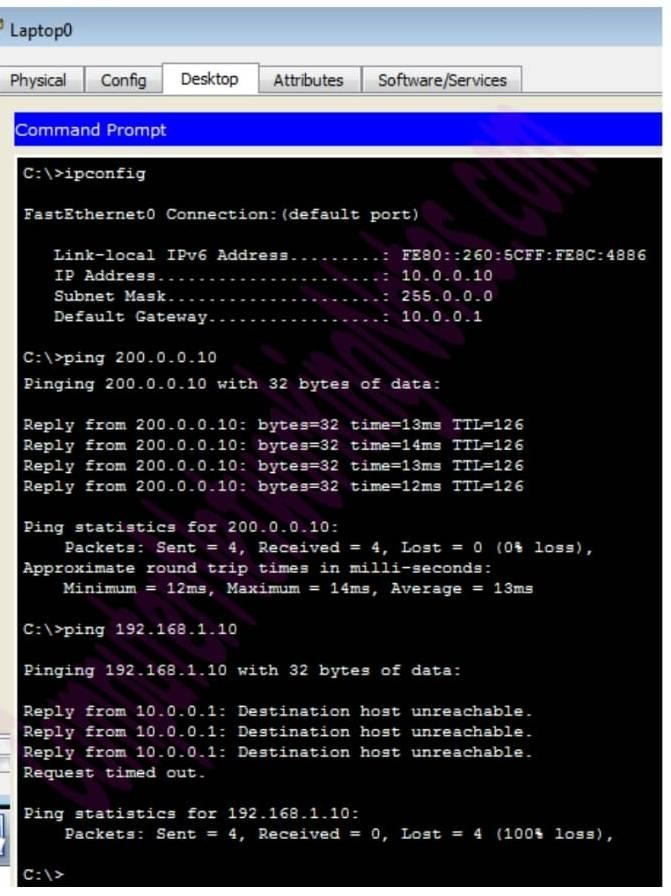 Laptop0
Physical Config Desktop Attributes Software/Services
Command Prompt
C:\>ipconfig
FastEthernet0 Connection:(default port)
Link-local IPv6 Address.........: FE80::260:5CFF:FE8C:4886
IP Address......................: 10.0.0.10
Subnet Mask.....................: 255.0.0.0
Default Gateway.................: 10.0.0.1
C:\>ping 200.0.0.10
Pinging 200.0.0.10 with 32 bytes of data:
Reply from 200.0.0.10: bytes=32 time=13ms TTL=126
Reply from 200.0.0.10: bytes=32 time=14ms TTL=126
Reply from 200.0.0.10: bytes=32 time=13ms TTL=126
Reply from 200.0.0.10: bytes=32 time=12ms TTL=126
Ping statistics for 200.0.0.10:
Packets: Sent = 4, Received = 4, Lost = 0 (0% loss),
Approximate round trip times in milli-seconds:
Minimum = 12ms, Maximum = 14ms, Average = 13ms
C:\>ping 192.168.1.10
Pinging 192.168.1.10 with 32 bytes of data:
Reply from 10.0.0.1: Destination host unreachable.
Reply from 10.0.0.1: Destination host unreachable.
Reply from 10.0.0.1: Destination host unreachable.
Request timed out.
Ping statistics for 192.168.1.10:
Packets: Sent = 4, Received = 0, Lost = 4 (100% loss),
C:\>
ComputerNetworkingNotes.com